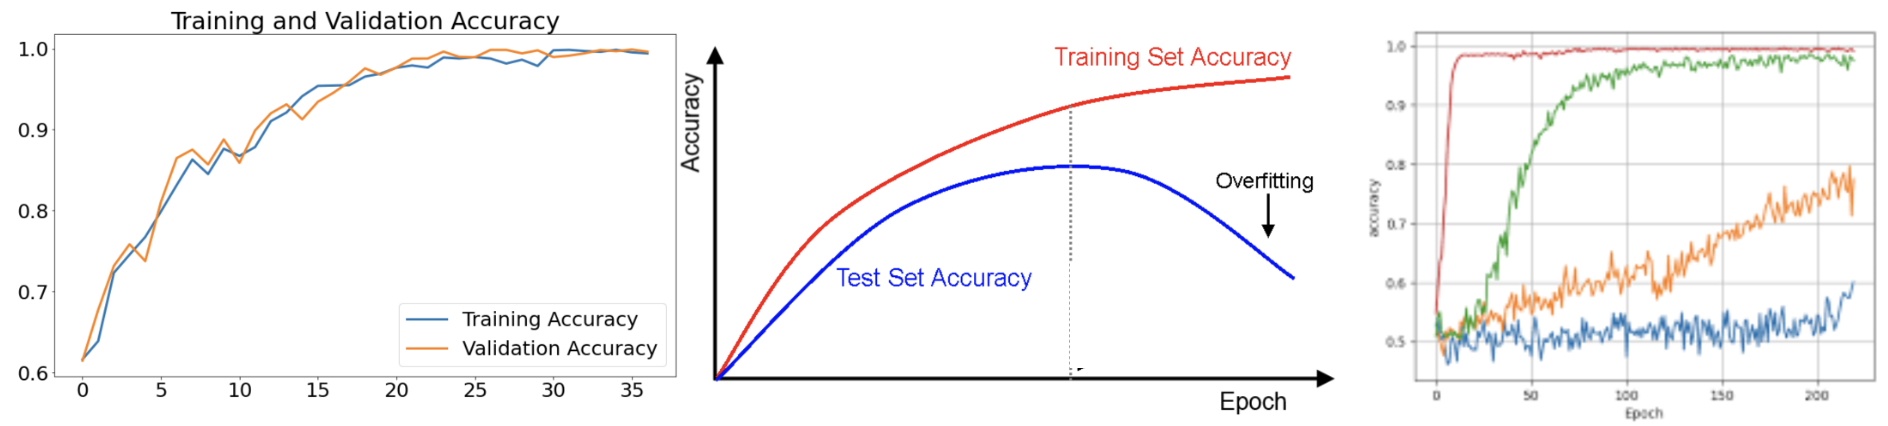 Training and Validation Accuracy
1.0
0.9
0.8
0.7
0.6
0 5 10 15 20 25 30 35
Training Accuracy
Validation Accuracy
Accuracy
Training Set Accuracy
Overfitting
Test Set Accuracy
Epoch
accuracy
1.0
0.9
0.8
0.7
0.6
0.5
0 50 100 150 200
Epoch